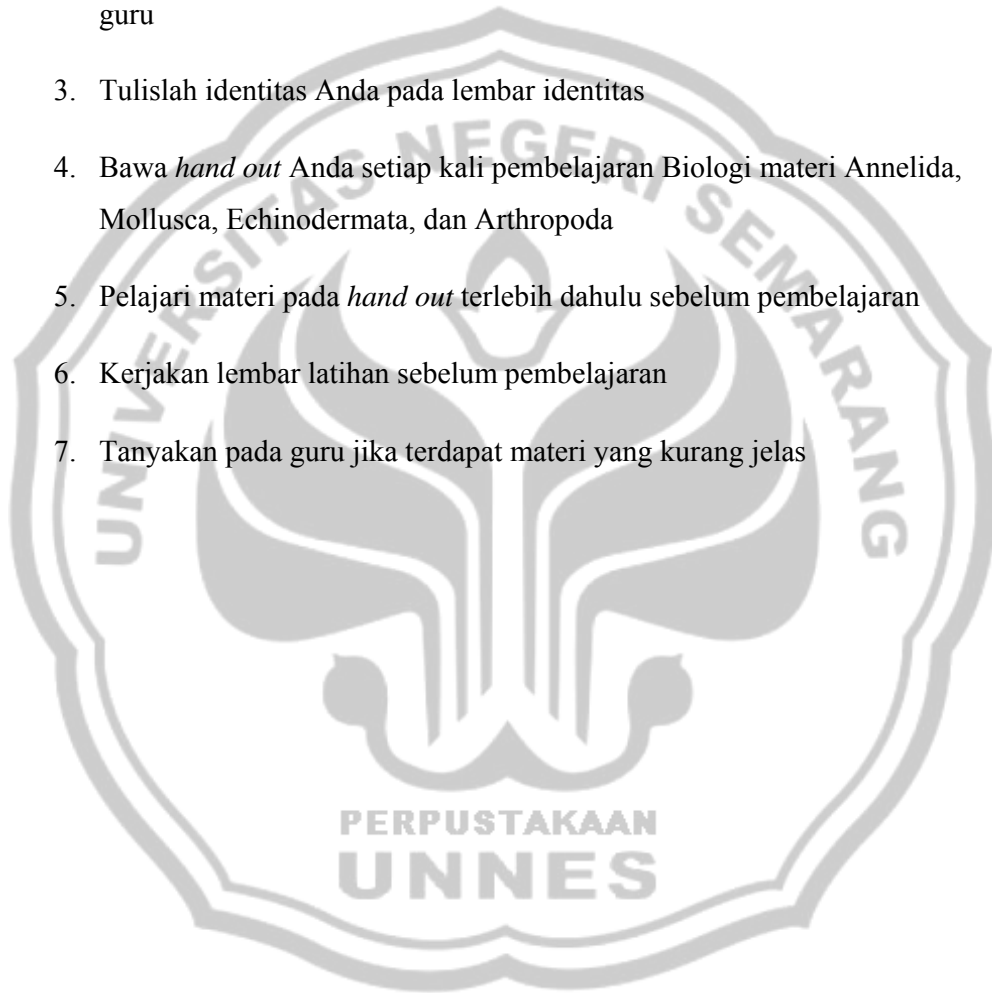 guru
3. Tulislah identitas Anda pada lembar identitas
4. Bawa hand out Anda setiap kali pembelajaran Biologi materi Annelida,
Mollusca, Echinodermata, dan Arthropoda
5. Pelajari materi pada hand out terlebih dahulu sebelum pembelajaran
6. Kerjakan lembar latihan sebelum pembelajaran
7. Tanyakan pada guru jika terdapat materi yang kurang jelas
UNIVERSITAS NEGERI SEMARANG
PERPUSTAKAAN
UNNES